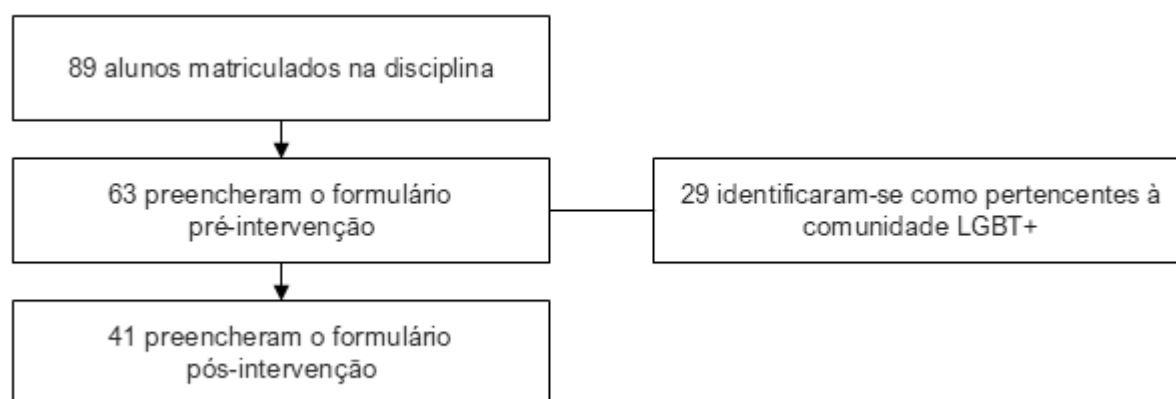 89 alunos matriculados na disciplina
63 preencheram o formulário
pré-intervenção
29 identificaram-se como pertencentes à
comunidade LGBT+
41 preencheram o formulário
pós-intervenção